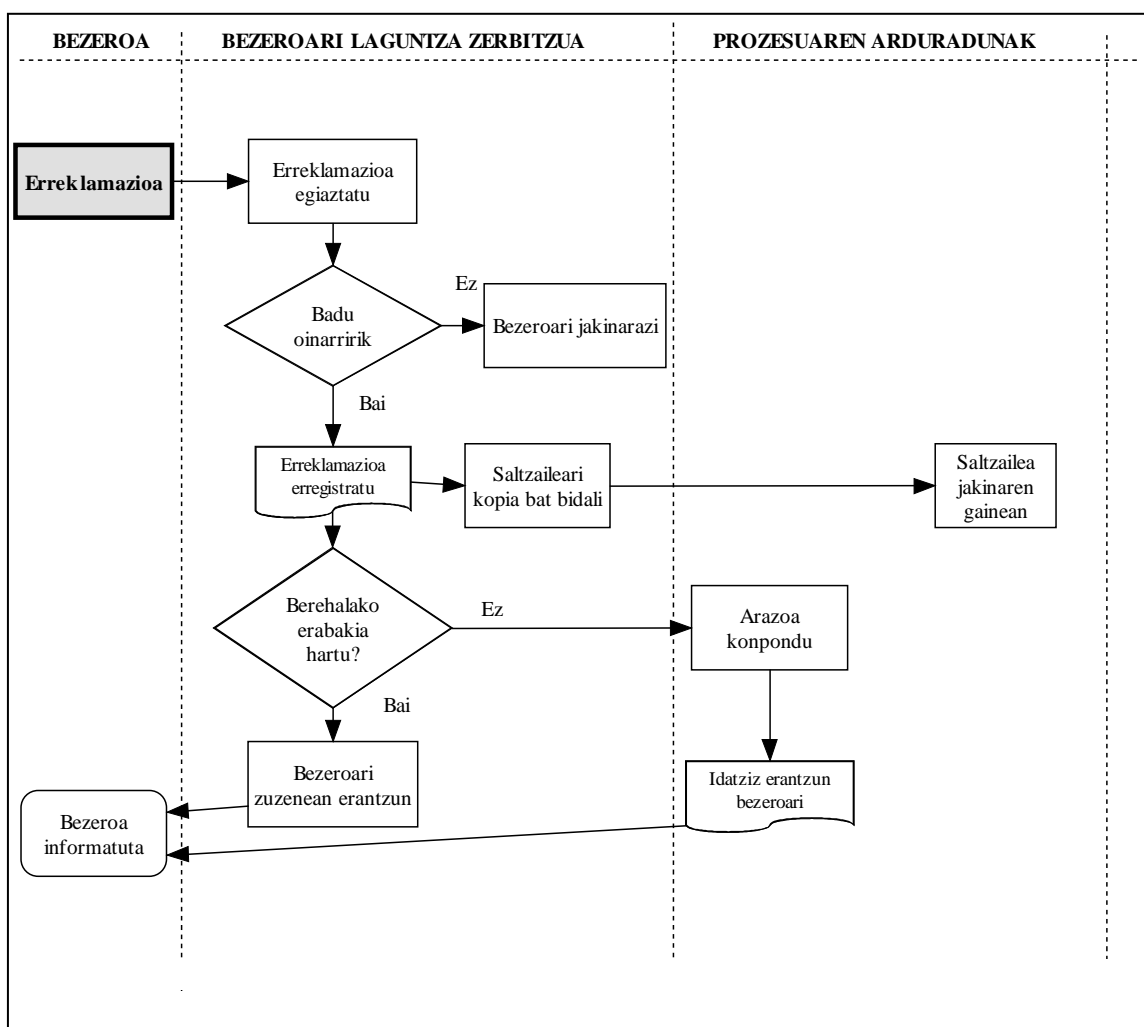 BEZEROA
BEZEROARI LAGUNTZA ZERBITZUA
PROZESUAREN ARDURADUNAK
Erreklamazioa
Erreklamazioa
egiaztatu
Badu
oinarririk
Ez
Bezeroari jakinarazi
Bai
Erreklamazioa
erregistratu
Saltzaileari
kopia bat bidali
Saltzailea
jakinaren
gainean
Berehalako
erabakia
hartu?
Ez
Arazoa
konpondu
Bai
Bezeroari
zuzenean erantzun
Idatziz erantzun
bezeroari
Bezeroa
informatuta